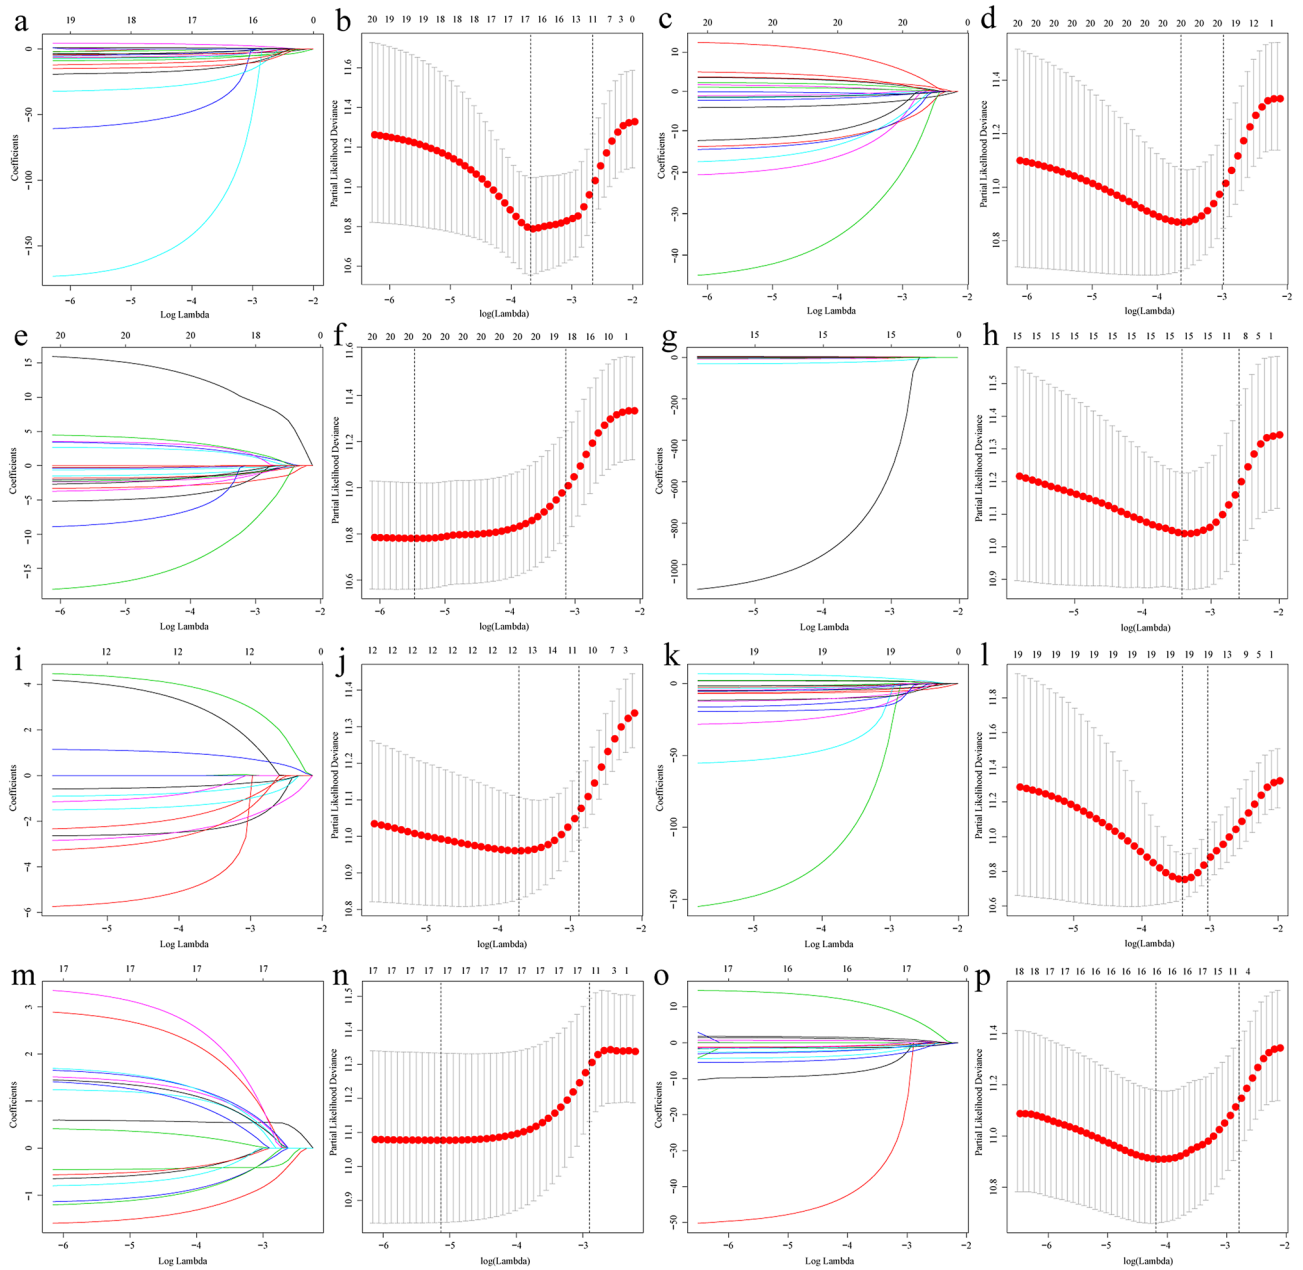 a
19 19 17 16 0
Coefficients
0
−50
−100
−150
−6 −5 −4 −3 −2
Log Lambda
b
20 19 19 19 18 18 18 17 17 16 16 13 11 7 3 0
Partial Likelihood Deviance
11.6
11.4
11.2
11.0
10.8
10.6
−6 −5 −4 −3 −2
log(Lambda)
c
20 20 20 20 0
Coefficients
10
0
−10
−20
−30
−40
−6 −5 −4 −3 −2
Log Lambda
d
20 20 20 20 20 20 20 20 20 20 20 19 12 1
Partial Likelihood Deviance
11.4
11.2
11.0
10.8
−6 −5 −4 −3 −2
log(Lambda)
e
20 20 20 18 0
Coefficients
15
10
5
0
−5
−10
−15
−6 −5 −4 −3 −2
Log Lambda
f
20 20 20 20 20 20 20 20 20 20 19 18 16 10 1
Partial Likelihood Deviance
11.6
11.4
11.2
11.0
10.8
10.6
−6 −5 −4 −3 −2
log(Lambda)
g
15 15 15 0
Coefficients
0
−200
−400
−600
−800
−1000
−5 −4 −3 −2
Log Lambda
h
15 15 15 15 15 15 15 15 15 15 15 11 8 5 1
Partial Likelihood Deviance
11.5
11.4
11.3
11.2
11.1
11.0
10.9
−5 −4 −3 −2
log(Lambda)
i
12 12 12 0
Coefficients
4
2
0
−2
−4
−6
−5 −4 −3 −2
Log Lambda
j
12 12 12 12 12 12 12 13 14 11 10 7 3
Partial Likelihood Deviance
11.4
11.3
11.2
11.1
11.0
10.9
10.8
−5 −4 −3 −2
log(Lambda)
k
19 19 19 0
Coefficients
0
−50
−100
−150
−5 −4 −3 −2
Log Lambda
l
19 19 19 19 19 19 19 19 19 19 19 13 9 5 1
Partial Likelihood Deviance
11.8
11.6
11.4
11.2
11.0
10.8
10.6
−5 −4 −3 −2
log(Lambda)
m
17 17 17 17
Coefficients
3
2
1
0
−1
−6 −5 −4 −3
Log Lambda
n
17 17 17 17 17 17 17 17 17 17 17 17 11 3 1
Partial Likelihood Deviance
11.5
11.4
11.3
11.2
11.1
11.0
10.9
−6 −5 −4 −3
log(Lambda)
o
17 16 16 17 0
Coefficients
10
0
−10
−20
−30
−40
−50
−6 −5 −4 −3 −2
Log Lambda
p
18 18 17 17 16 16 16 16 16 16 16 17 15 11 4
Partial Likelihood Deviance
11.4
11.2
11.0
10.8
−6 −5 −4 −3 −2
log(Lambda)